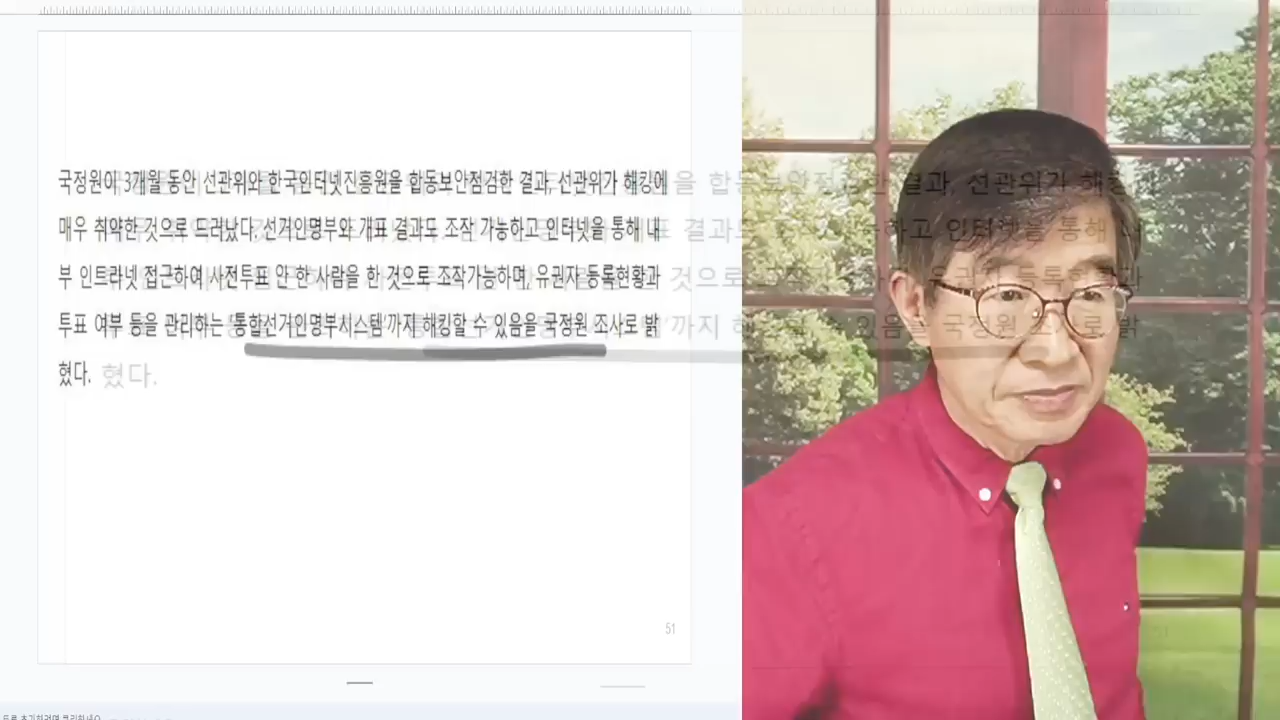 국정원이 3개월 동안 선관위와 한국인터넷진흥원을 합동보안점검한 결과, 선관위가 해킹에
매우 취약한 것으로 드러났다. 선거인명부와 개표 결과도 조작 가능하고 인터넷을 통해 내
부 인트라넷 접근하여 사전투표 안 한 사람을 한 것으로 조작가능하며, 유권자 등록현황과
투표 여부 등을 관리하는 통합선거인명부시스템'까지 해킹할 수 있음을 국정원 조사로 밝
혔다.
51